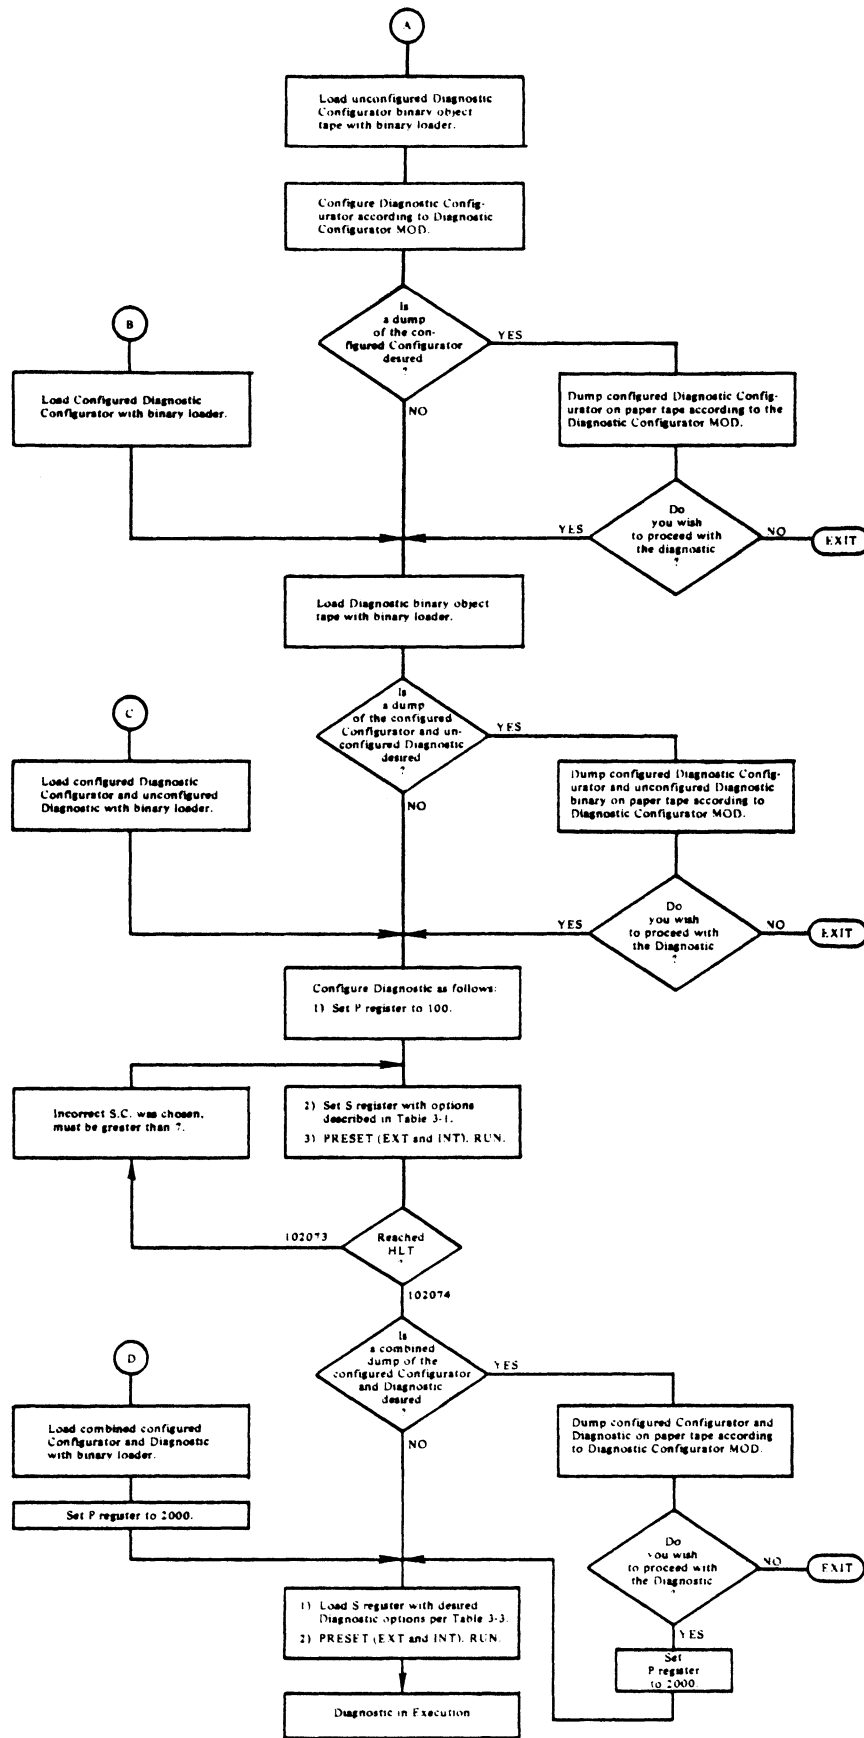 A
Load unconfigured Diagnostic
Configurator binary object
tape with binary loader.
Configure Diagnostic Config-
urator according to Diagnostic
Configurator MOD.
Is
a dump
of the con-
figured Configurator
desired
?
YES
NO
B
Load Configured Diagnostic
Configurator with binary loader.
Dump configured Diagnostic Config-
urator on paper tape according to the
Diagnostic Configurator MOD.
Do
you wish
to proceed with
the diagnostic
?
YES
NO
EXIT
Load Diagnostic binary object
tape with binary loader.
Is
a dump
of the configured
Configurator and un-
configured Diagnostic
desired
?
YES
NO
C
Load configured Diagnostic
Configurator and unconfigured
Diagnostic with binary loader.
Dump configured Diagnostic Config-
urator and unconfigured Diagnostic
binary on paper tape according to
Diagnostic Configurator MOD.
Do
you wish
to proceed with
the Diagnostic
?
YES
NO
EXIT
Configure Diagnostic as follows:
1) Set P register to 100.
Incorrect S.C. was chosen,
must be greater than 7.
2) Set S register with options
described in Table 3-1.
3) PRESET (EXT and INT). RUN.
102073
Reached
HLT
?
102074
Is
a combined
dump of the
configured Configurator
and Diagnostic
desired
?
YES
NO
D
Load combined configured
Configurator and Diagnostic
with binary loader.
Set P register to 2000.
Dump configured Configurator and
Diagnostic on paper tape according
to Diagnostic Configurator MOD.
Do
you wish
to proceed with
the Diagnostic
?
NO
EXIT
YES
Set
P register
to 2000.
1) Load S register with desired
Diagnostic options per Table 3-3.
2) PRESET (EXT and INT). RUN.
Diagnostic in Execution